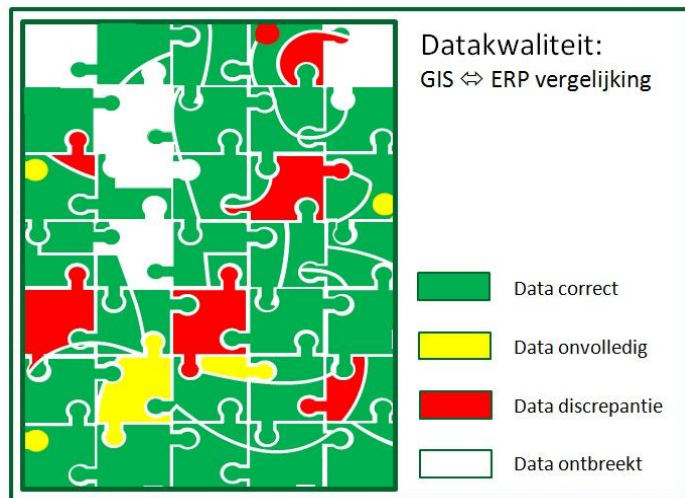 Datakwaliteit:
GIS ⇔ ERP vergelijking
Data correct
Data onvolledig
Data discrepantie
Data ontbreekt